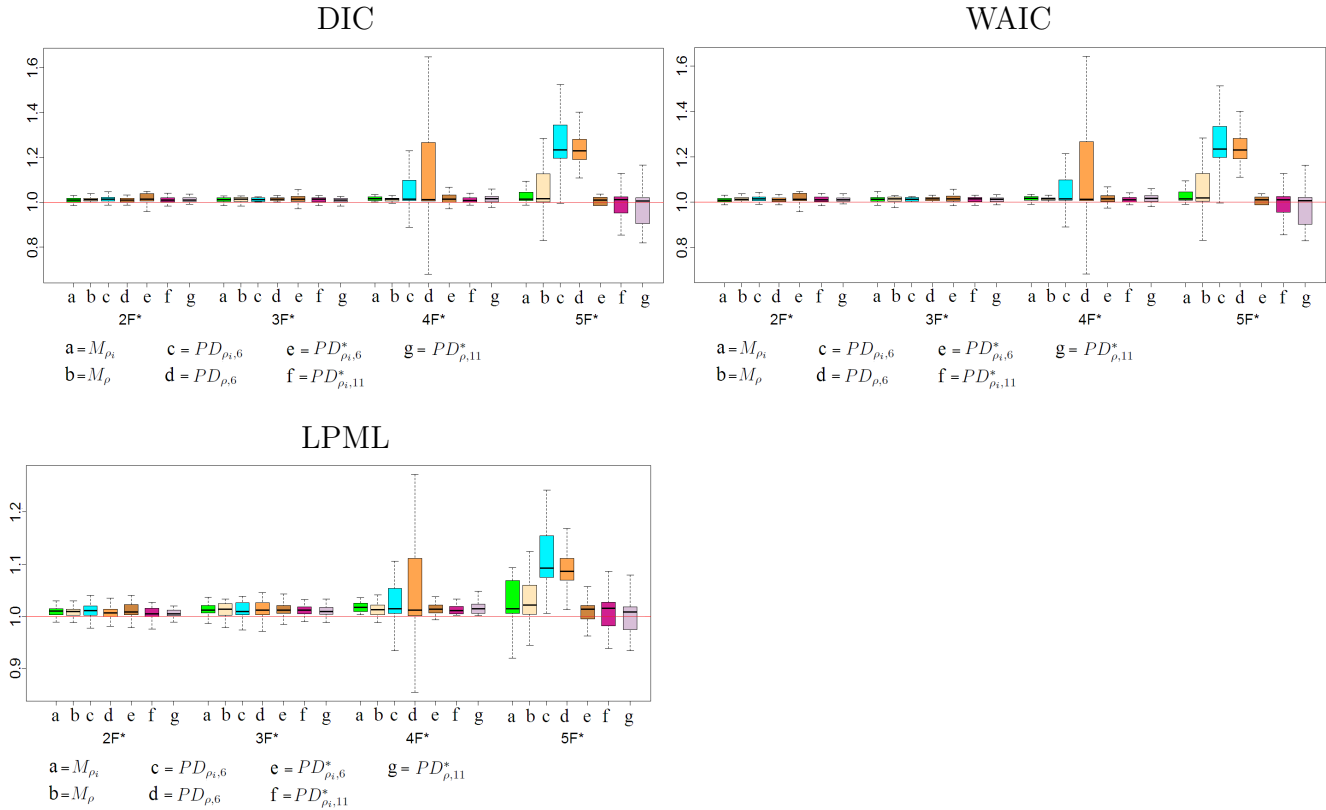 DIC
1.6
1.4
1.2
1.0
0.8
a b c d e f g a b c d e f g a b c d e f g a b c d e f g
2F* 3F* 4F* 5F*
a = M_{ρ_i} c = PD_{ρ_i,6} e = PD^*_{ρ_i,6} g = PD^*_{ρ,11}
b = M_ρ d = PD_{ρ,6} f = PD^*_{ρ_i,11}
WAIC
1.6
1.4
1.2
1.0
0.8
a b c d e f g a b c d e f g a b c d e f g a b c d e f g
2F* 3F* 4F* 5F*
a = M_{ρ_i} c = PD_{ρ_i,6} e = PD^*_{ρ_i,6} g = PD^*_{ρ,11}
b = M_ρ d = PD_{ρ,6} f = PD^*_{ρ_i,11}
LPML
1.2
1.1
1.0
0.9
a b c d e f g a b c d e f g a b c d e f g a b c d e f g
2F* 3F* 4F* 5F*
a = M_{ρ_i} c = PD_{ρ_i,6} e = PD^*_{ρ_i,6} g = PD^*_{ρ,11}
b = M_ρ d = PD_{ρ,6} f = PD^*_{ρ_i,11}